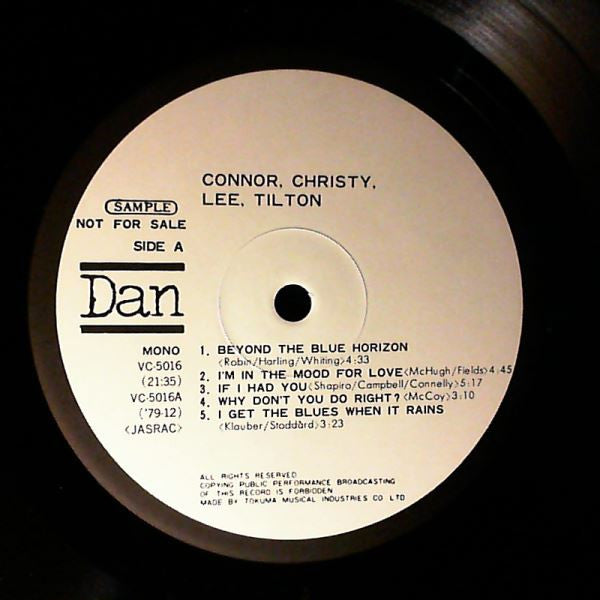 CONNOR, CHRISTY,
LEE, TILTON
SAMPLE
NOT FOR SALE
SIDE A
Dan
MONO
VC-5016
(21:35)
VC-5016A
('79·12)
<JASRAC>
1. BEYOND THE BLUE HORIZON
<Robin/Harling/Whiting>4:33
2. I'M IN THE MOOD FOR LOVE<McHugh/Fields>4:45
3. IF I HAD YOU<Shapiro/Campbell/Connelly>5:17
4. WHY DON'T YOU DO RIGHT?<McCoy>3:10
5. I GET THE BLUES WHEN IT RAINS
<Klauber/Stoddard>3:23
ALL RIGHTS RESERVED
COPYING PUBLIC PERFORMANCE BROADCASTING
OF THIS RECORD IS FORBIDDEN
MADE BY TOKUMA MUSICAL INDUSTRIES CO LTD